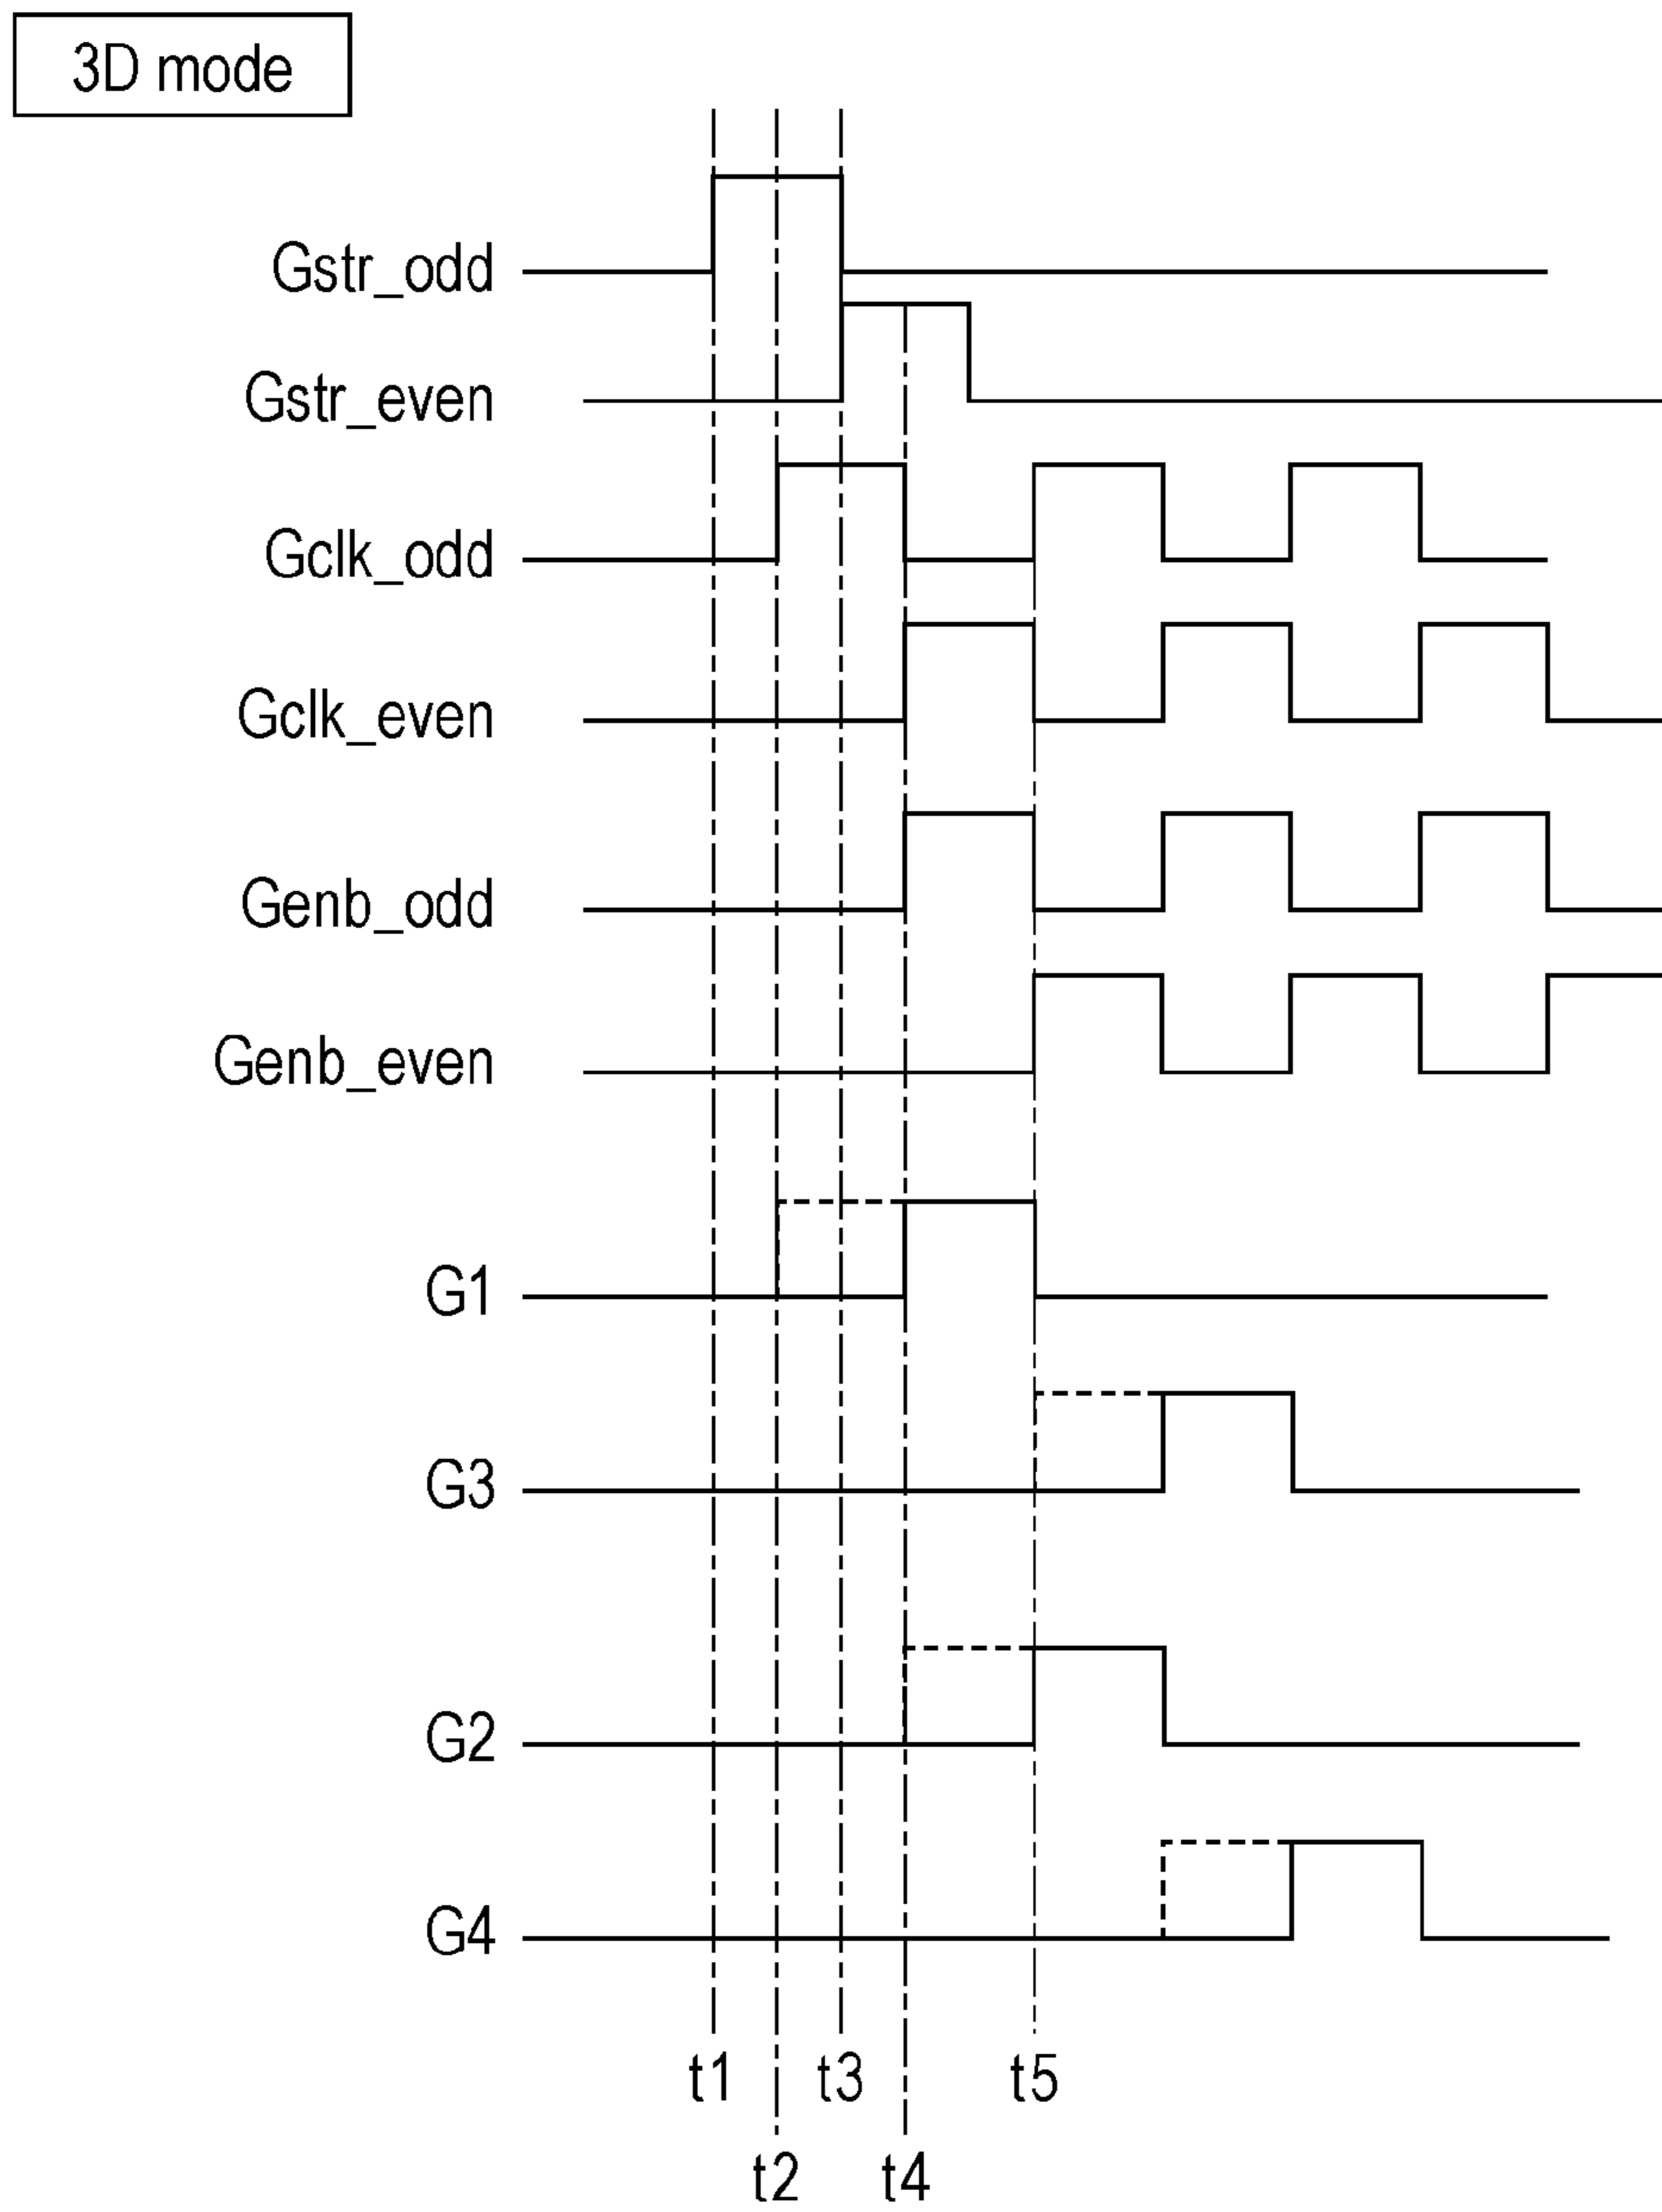 3D mode
Gstr_odd
Gstr_even
Gclk_odd
Gclk_even
Genb_odd
Genb_even
G1
G3
G2
G4
t1 t3 t5
t2 t4